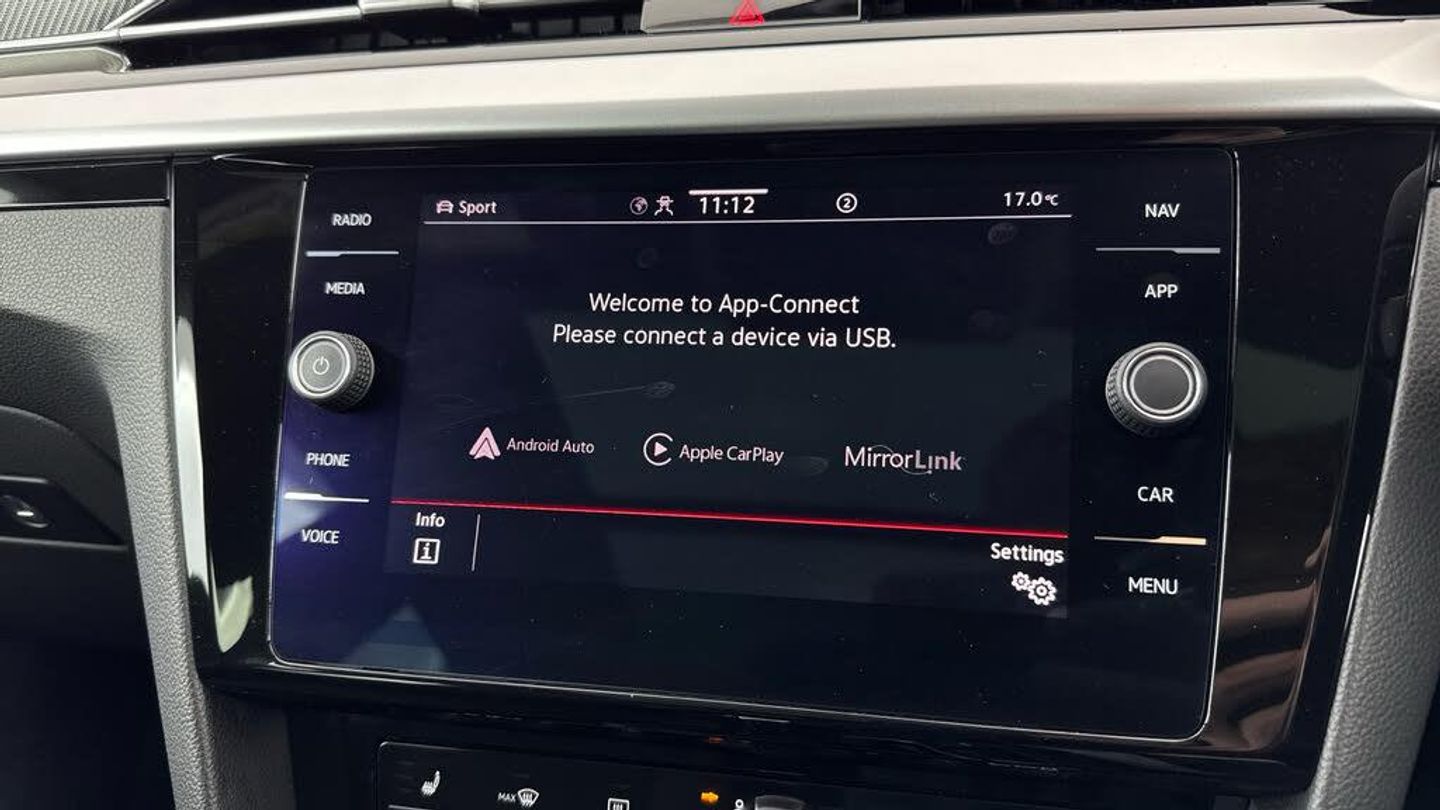 RADIO
MEDIA
PHONE
VOICE
Sport
11:12
2
17.0°C
Welcome to App-Connect
Please connect a device via USB.
Android Auto
Apple CarPlay
MirrorLink
Info
i
Settings
NAV
APP
CAR
MENU
MAX